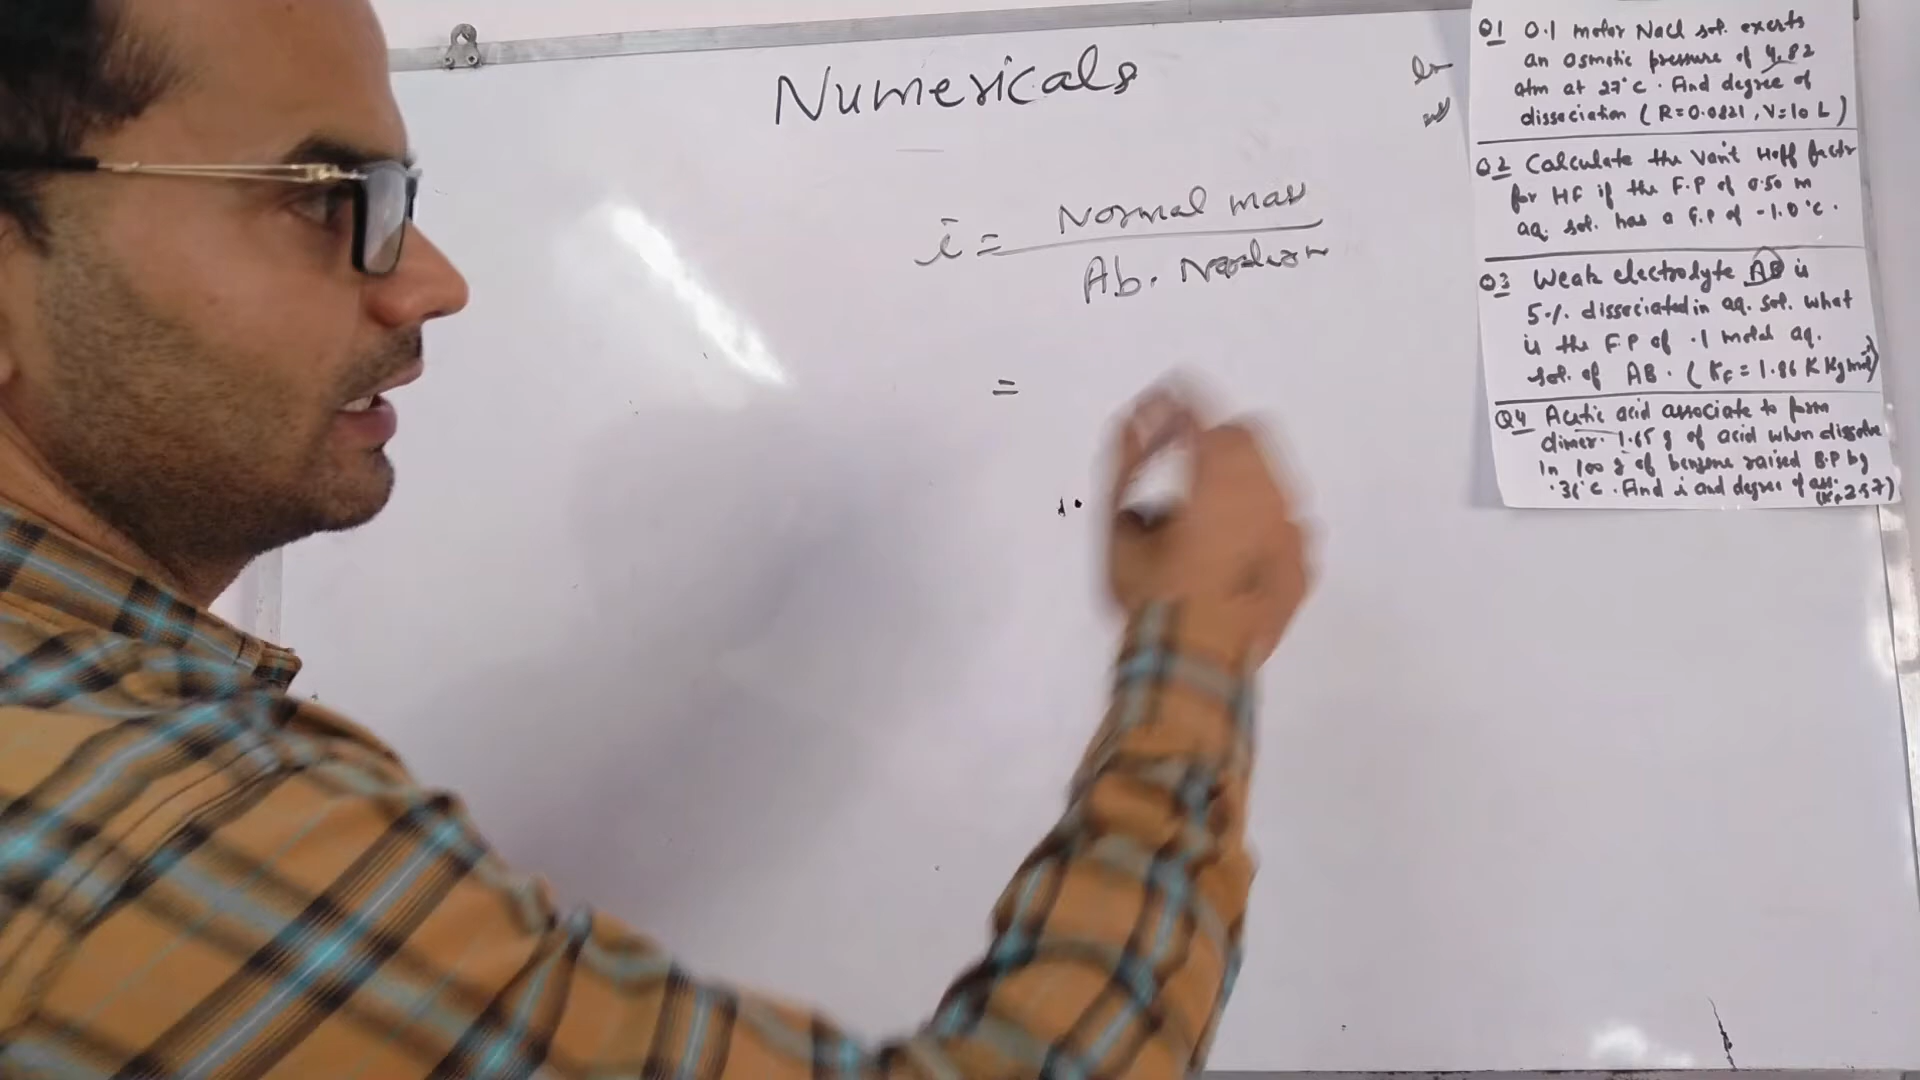 Numericals
i = Normal mass
Ab.
=
Q1 0.1 molar NaCl sol. exerts
an osmotic pressure of 4.82
atm at 27°C. Find degree of
dissociation (R=0.0821, V=10 L)
Q2 Calculate the Van't Hoff factr
for HF if the F.P of 0.50 m
aq. sol. has a F.P of -1.0°C.
Q3 Weak electrolyte AB is
5.%. dissociated in aq. sol. what
is the F.P of .1 molal aq.
sol. of AB. (KF = 1.86 K Kg mol⁻¹)
Q4 Acetic acid associate to form
dimer. 1.65 g of acid when dissolve
in 100 g of benzene raised B.P by
.36°C. Find i and degree of ass.
2.57)